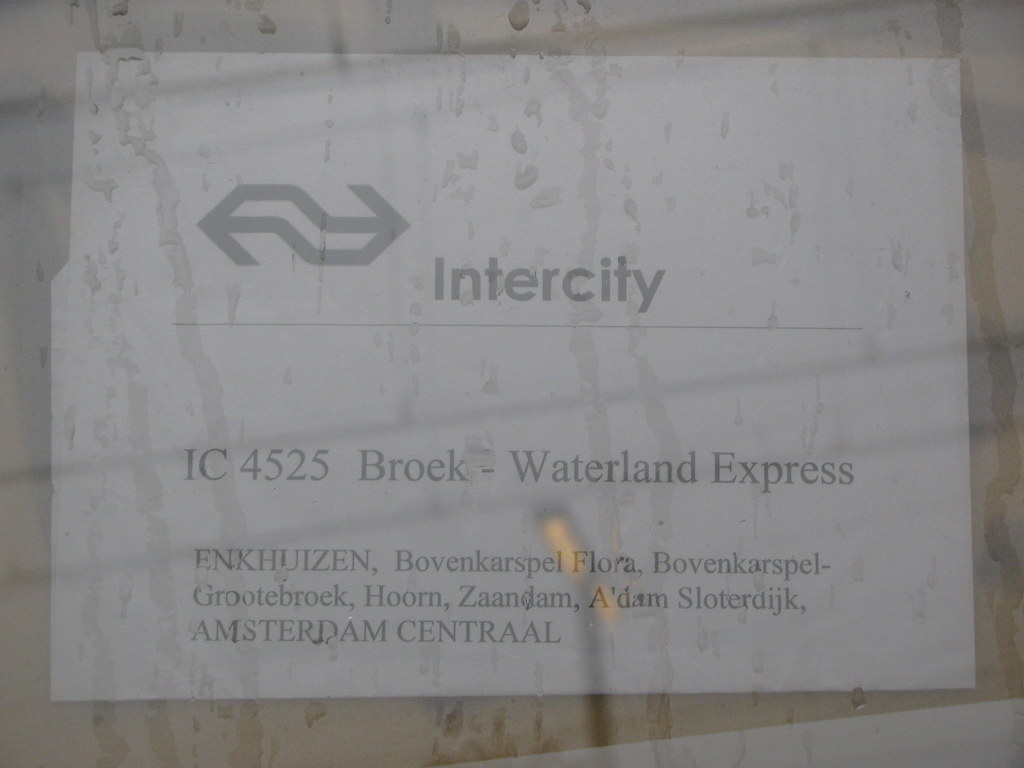 Intercity
IC 4525 Broek - Waterland Express
ENKHUIZEN, Bovenkarspel Flora, Bovenkarspel-
Grootebroek, Hoorn, Zaandam, A'dam Sloterdijk,
AMSTERDAM CENTRAAL